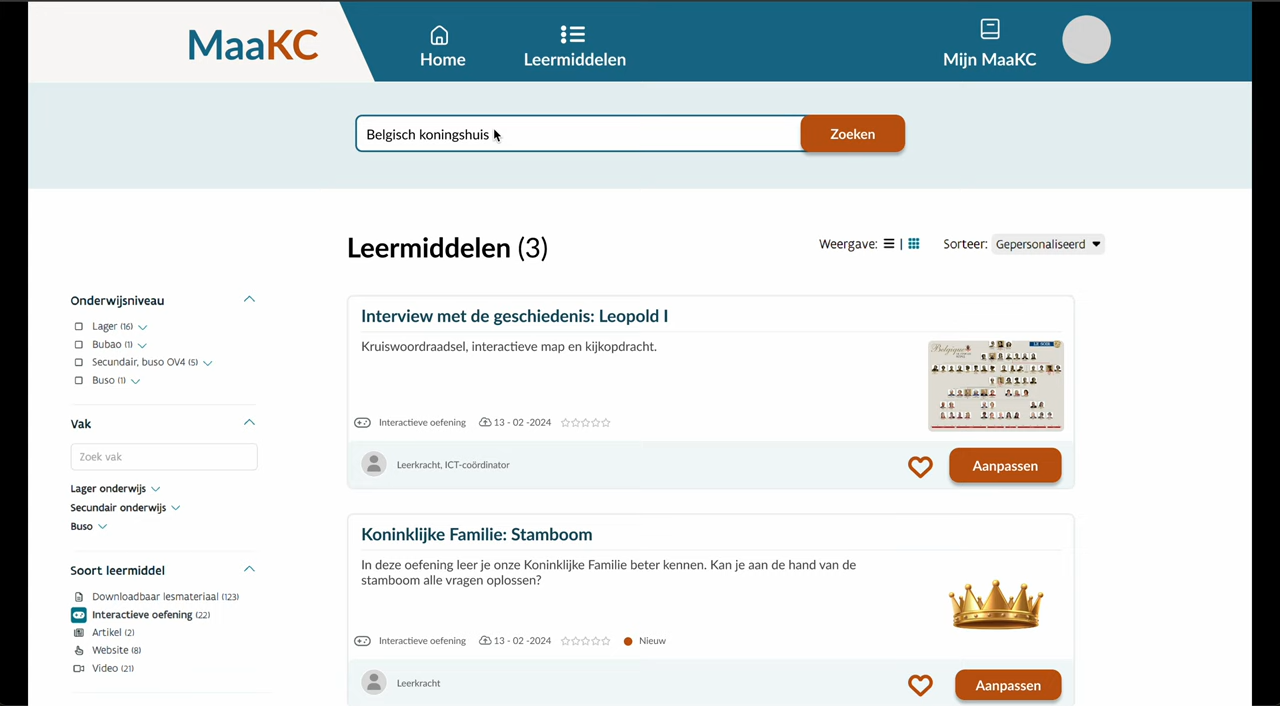 MaaKC
Home
Leermiddelen
Mijn MaaKC
Belgisch koningshuis
Zoeken
Leermiddelen (3)
Weergave:
Sorteer: Gepersonaliseerd
Onderwijsniveau
Lager (16)
Bubao (1)
Secundair, buso OV4 (5)
Buso (1)
Vak
Zoek vak
Lager onderwijs
Secundair onderwijs
Buso
Soort leermiddel
Downloadbaar lesmateriaal (123)
Interactieve oefening (22)
Artikel (2)
Website (8)
Video (21)
Interview met de geschiedenis: Leopold I
Kruiswoordraadsel, interactieve map en kijkopdracht.
Interactieve oefening 13 - 02 -2024
Leerkracht, ICT-coördinator
Aanpassen
Koninklijke Familie: Stamboom
In deze oefening leer je onze Koninklijke Familie beter kennen. Kan je aan de hand van de
stamboom alle vragen oplossen?
Interactieve oefening 13 - 02 -2024 Nieuw
Leerkracht
Aanpassen